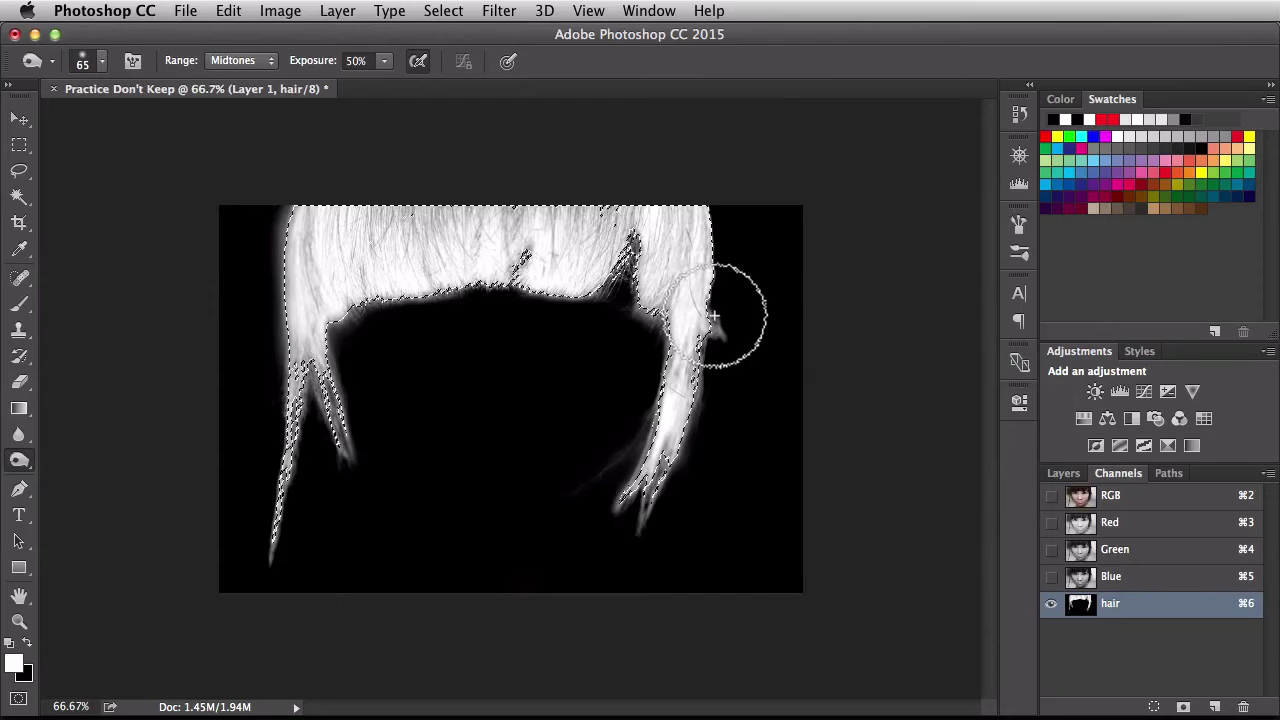 Photoshop CC File Edit Image Layer Type Select Filter 3D View Window Help
Adobe Photoshop CC 2015
65 Range: Midtones Exposure: 50%
Practice Don't Keep @ 66.7% (Layer 1, hair/8) *
Color Swatches
Adjustments Styles
Add an adjustment
Layers Channels Paths
RGB ⌘2
Red ⌘3
Green ⌘4
Blue ⌘5
hair ⌘6
66.67% Doc: 1.45M/1.94M